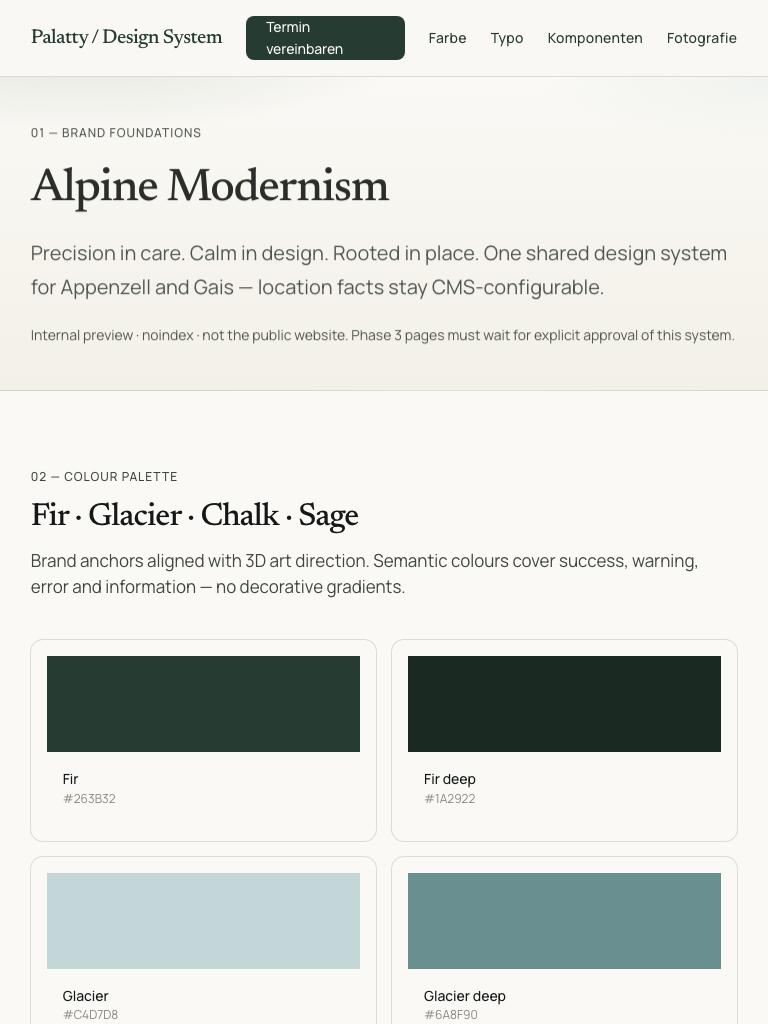 Palatty / Design System
Termin
vereinbaren
Farbe
Typo
Komponenten
Fotografie
01 — BRAND FOUNDATIONS
Alpine Modernism
Precision in care. Calm in design. Rooted in place. One shared design system
for Appenzell and Gais — location facts stay CMS-configurable.
Internal preview · noindex · not the public website. Phase 3 pages must wait for explicit approval of this system.
02 — COLOUR PALETTE
Fir · Glacier · Chalk · Sage
Brand anchors aligned with 3D art direction. Semantic colours cover success, warning,
error and information — no decorative gradients.
Fir
#263B32
Fir deep
#1A2922
Glacier
#C4D7D8
Glacier deep
#6A8F90